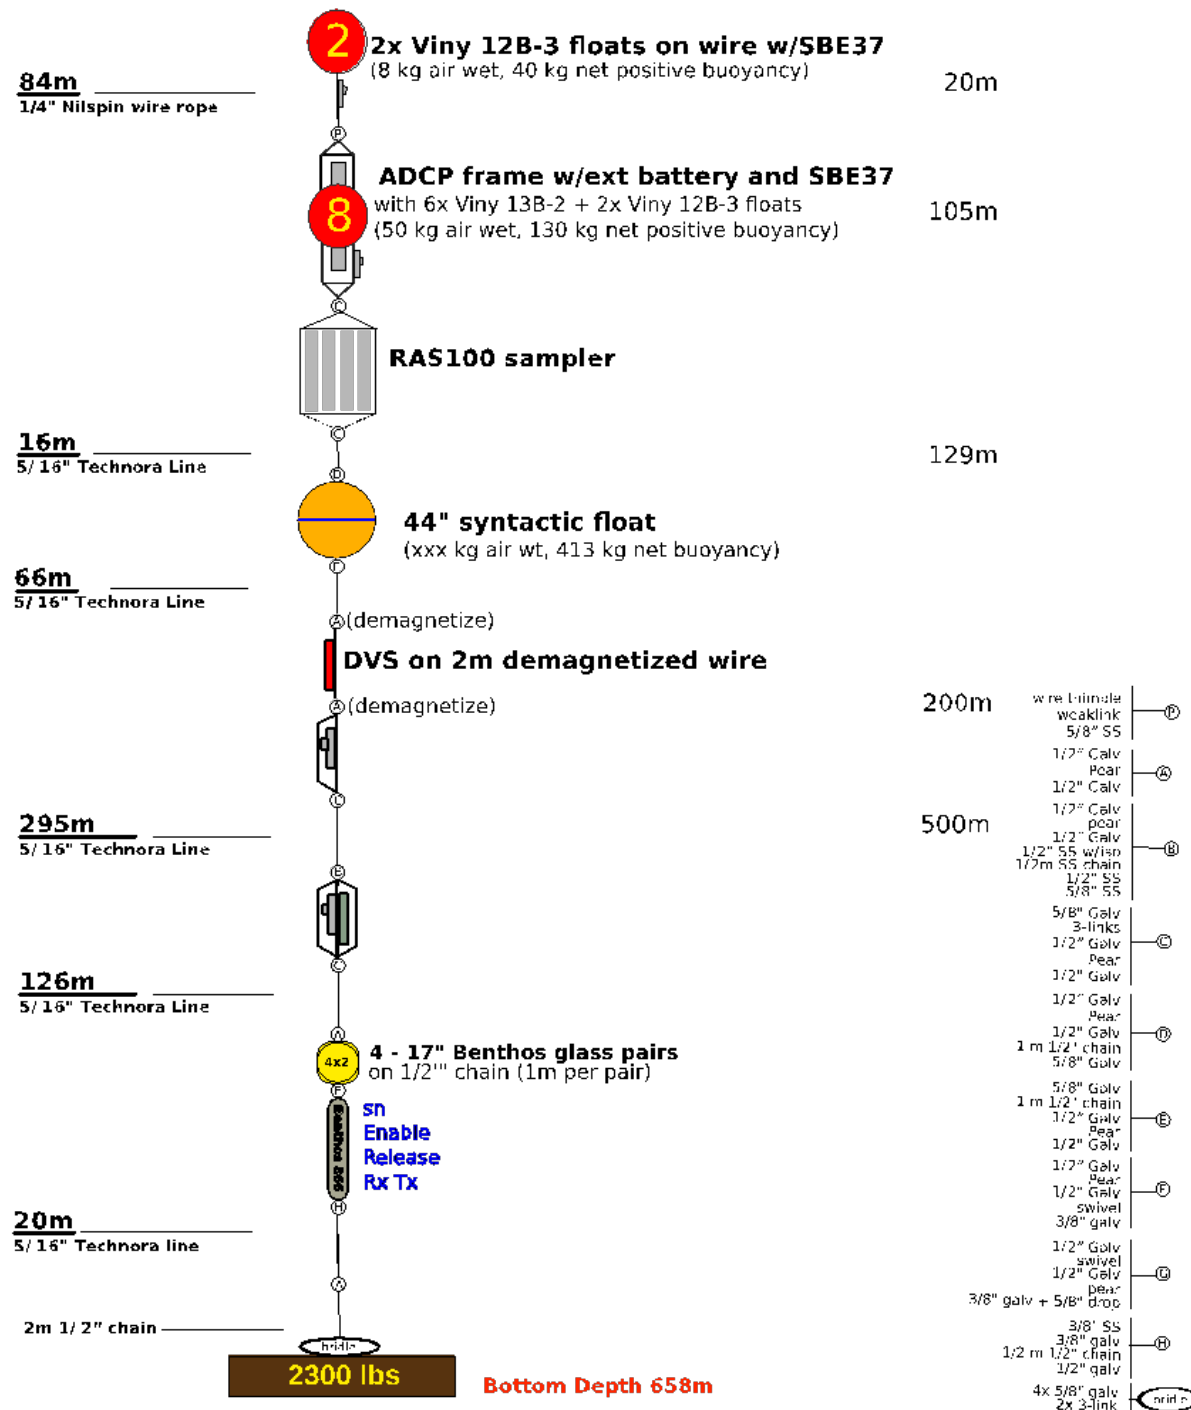 2
2x Viny 12B-3 floats on wire w/SBE37
(8 kg air wet, 40 kg net positive buoyancy)
84m
1/4" Nilspin wire rope
20m
P
ADCP frame w/ext battery and SBE37
8
with 6x Viny 13B-2 + 2x Viny 12B-3 floats
(50 kg air wet, 130 kg net positive buoyancy)
105m
C
RAS100 sampler
C
16m
5/16" Technora Line
129m
D
44" syntactic float
(xxx kg air wt, 413 kg net buoyancy)
66m
5/16" Technora Line
A (demagnetize)
DVS on 2m demagnetized wire
A (demagnetize)
200m
295m
5/16" Technora Line
500m
C
126m
5/16" Technora Line
A
4x2
4 - 17" Benthos glass pairs
on 1/2'" chain (1m per pair)
Benthos 866
sn
Enable
Release
Rx Tx
H
20m
5/16" Technora line
A
2m 1/2" chain
bridle
2300 lbs
Bottom Depth 658m
wire thimble
weaklink
5/8" SS
P
1/2" Galv
Pear
1/2" Galv
A
1/2" Galv
pear
1/2" Galv
1/2" SS w/iso
1/2m SS chain
1/2" SS
5/8" SS
B
5/8" Galv
3-links
1/2" Galv
Pear
1/2" Galv
C
1/2" Galv
Pear
1/2" Galv
1 m 1/2" chain
5/8" Galv
D
5/8" Galv
1 m 1/2" chain
1/2" Galv
Pear
1/2" Galv
E
1/2" Galv
Pear
1/2" Galv
swivel
3/8" galv
F
1/2" Galv
swivel
1/2" Galv
pear
3/8" galv + 5/8" drop
G
3/8" SS
3/8" galv
1/2 m 1/2" chain
1/2" galv
H
4x 5/8" galv
2x 3-link
bridle